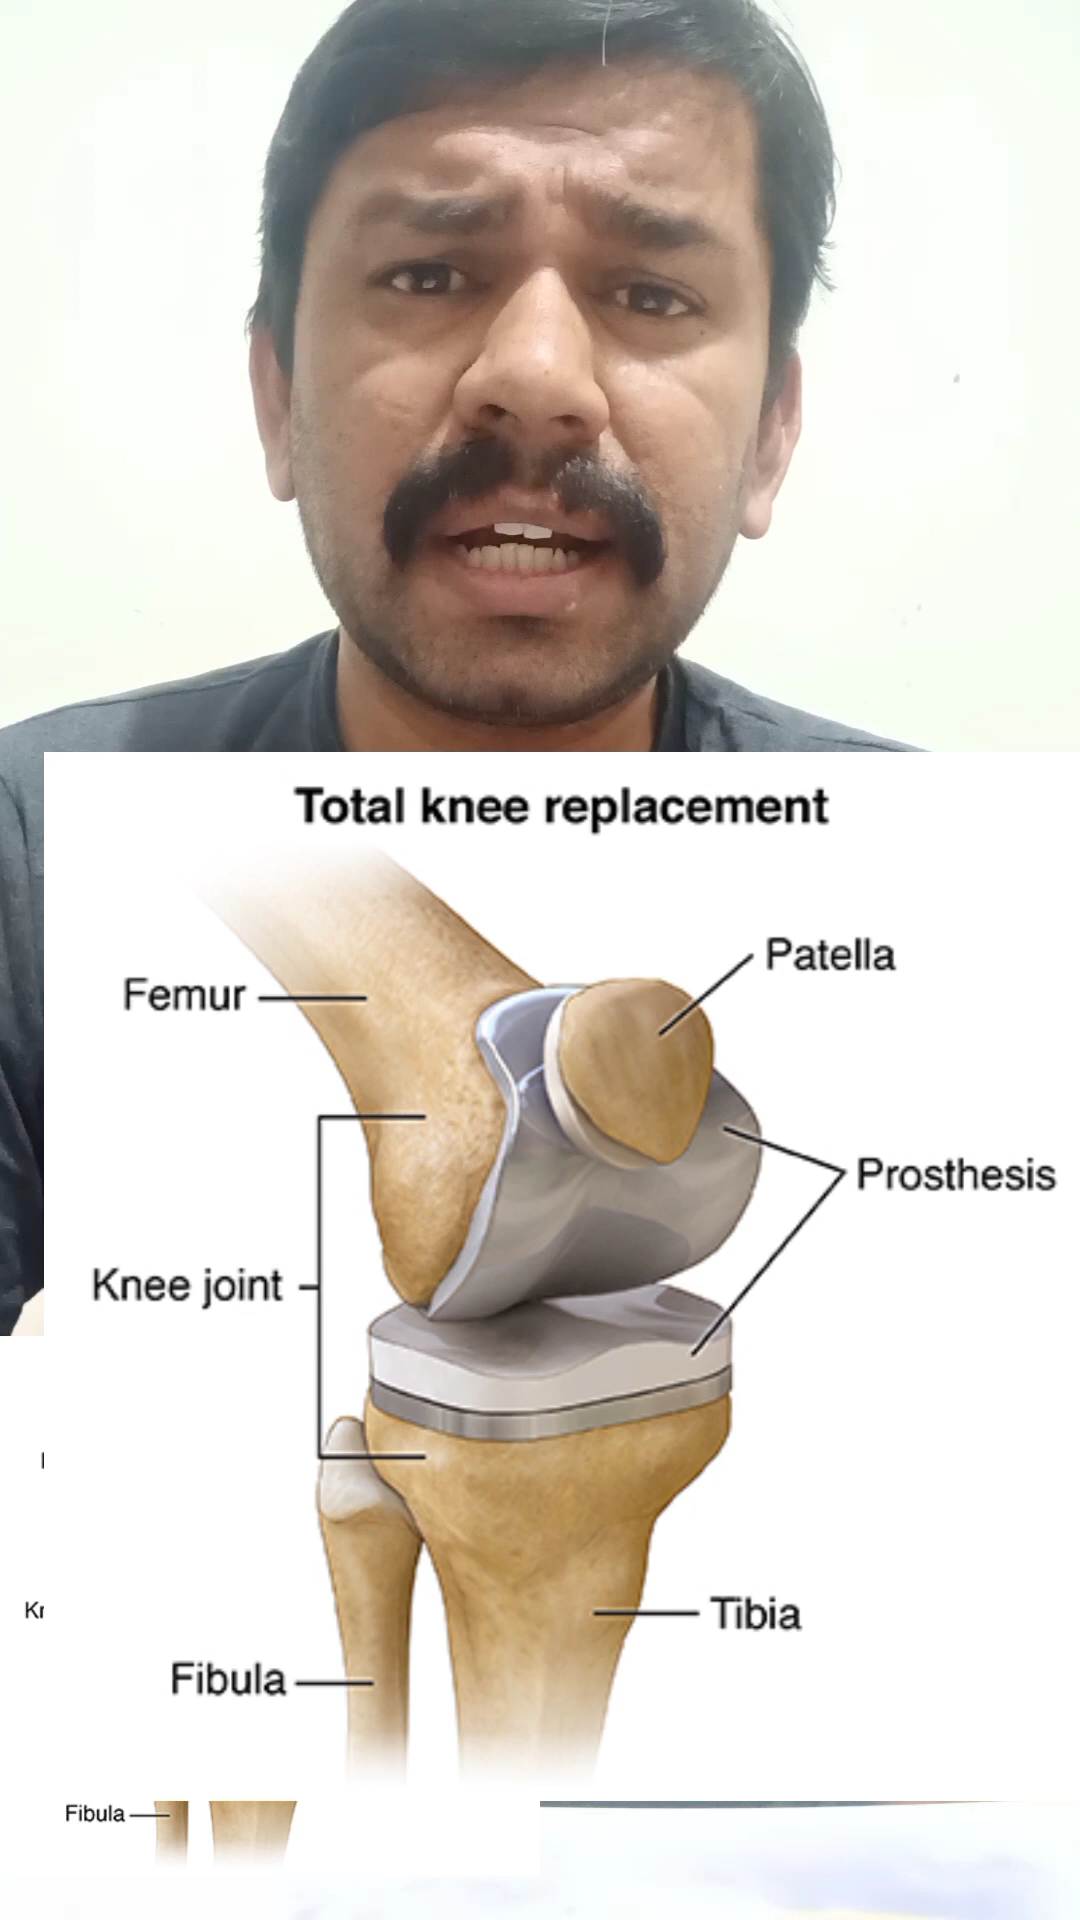 Total knee replacement
Patella
Femur
Prosthesis
Knee joint
Tibia
Fibula
Fibula